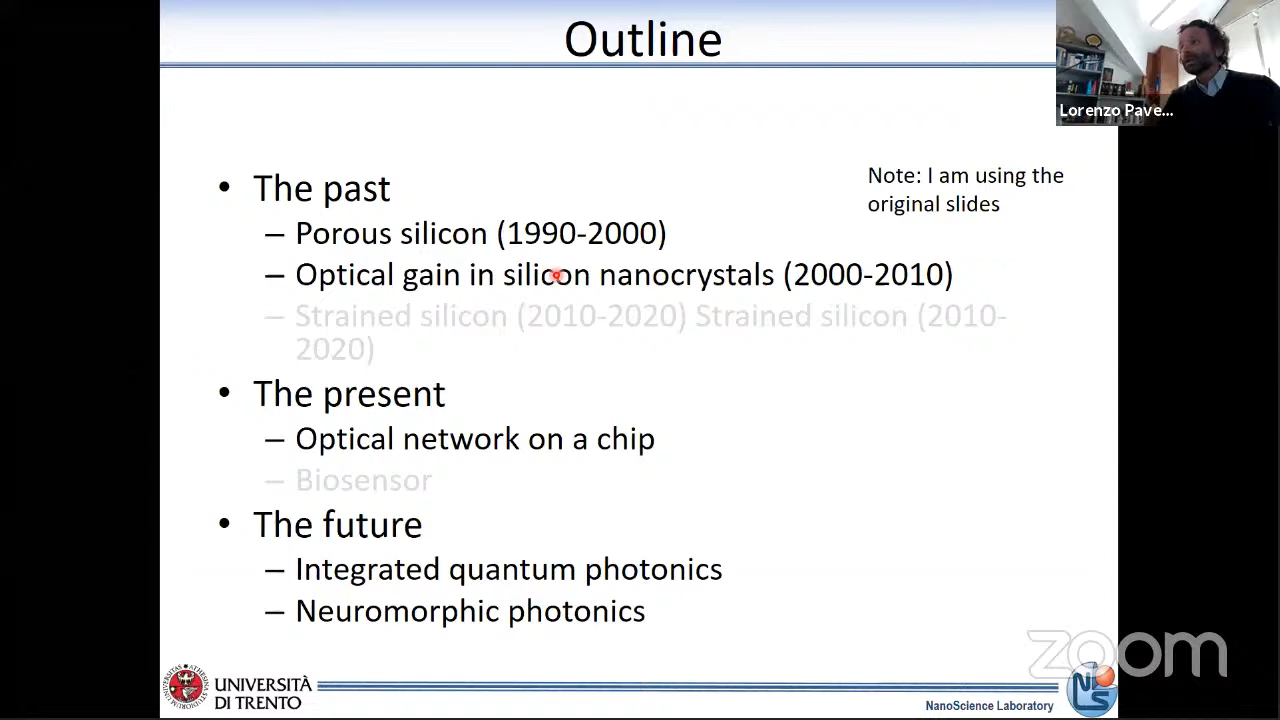 Outline
Lorenzo Pave...
Note: I am using the
original slides
• The past
– Porous silicon (1990-2000)
– Optical gain in silicon nanocrystals (2000-2010)
– Strained silicon (2010-2020) Strained silicon (2010-
2020)
• The present
– Optical network on a chip
– Biosensor
• The future
– Integrated quantum photonics
– Neuromorphic photonics
zoom
UNIVERSITÀ
DI TRENTO
NanoScience Laboratory